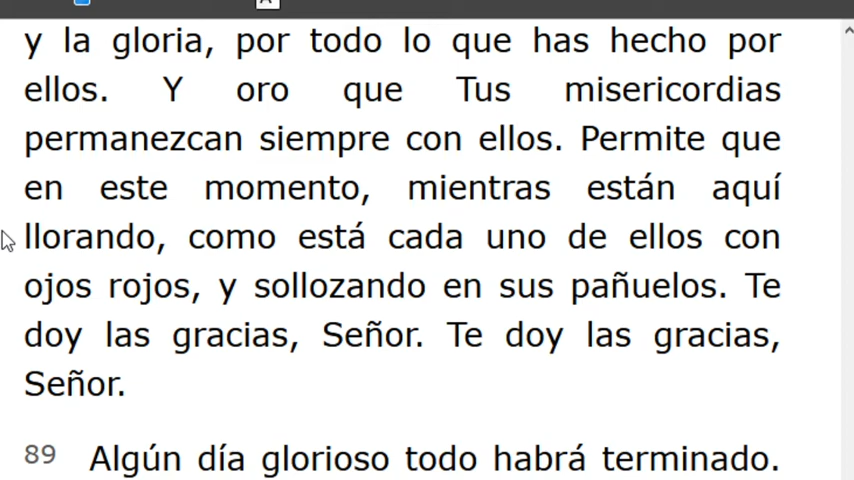 y la gloria, por todo lo que has hecho por
ellos. Y oro que Tus misericordias
permanezcan siempre con ellos. Permite que
en este momento, mientras están aquí
llorando, como está cada uno de ellos con
ojos rojos, y sollozando en sus pañuelos. Te
doy las gracias, Señor. Te doy las gracias,
Señor.
89 Algún día glorioso todo habrá terminado.